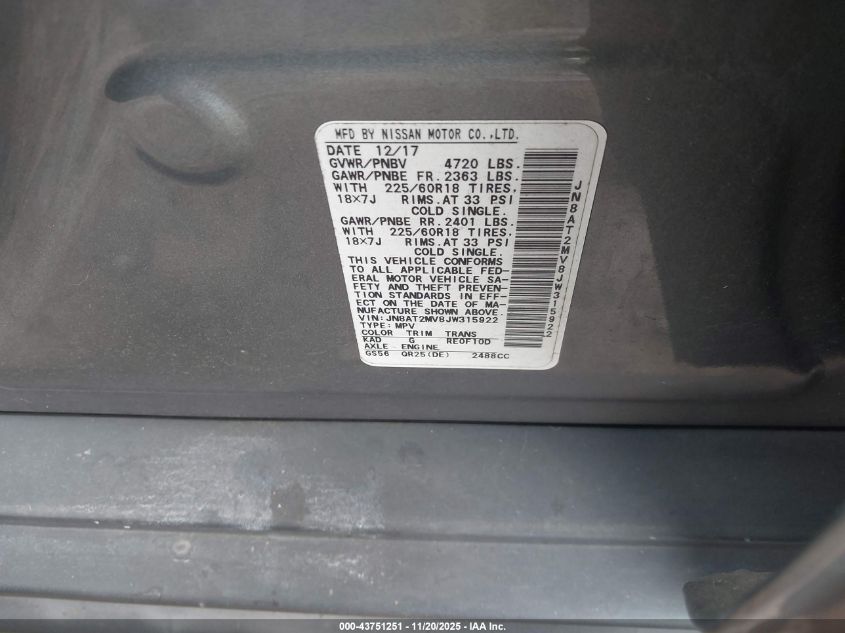 MFD BY NISSAN MOTOR CO.,LTD.
DATE 12/17
GVWR/PNBV 4720 LBS.
GAWR/PNBE FR. 2363 LBS.
WITH 225/60R18 TIRES,
18×7J RIMS.AT 33 PSI
COLD SINGLE.
GAWR/PNBE RR. 2401 LBS.
WITH 225/60R18 TIRES.
18×7J RIMS.AT 33 PSI
COLD SINGLE.
THIS VEHICLE CONFORMS
TO ALL APPLICABLE FED-
ERAL MOTOR VEHICLE SA-
FETY AND THEFT PREVEN-
TION STANDARDS IN EFF-
ECT ON THE DATE OF MA-
NUFACTURE SHOWN ABOVE.
VIN: JN8AT2MV8JW315922
TYPE: MPV
COLOR TRIM TRANS
KAD G RE0F10D
AXLE ENGINE
GS56 QR25(DE) 2488CC
JN8AT2MV8JW315922
000-43751251 - 11/20/2025 - IAA Inc.